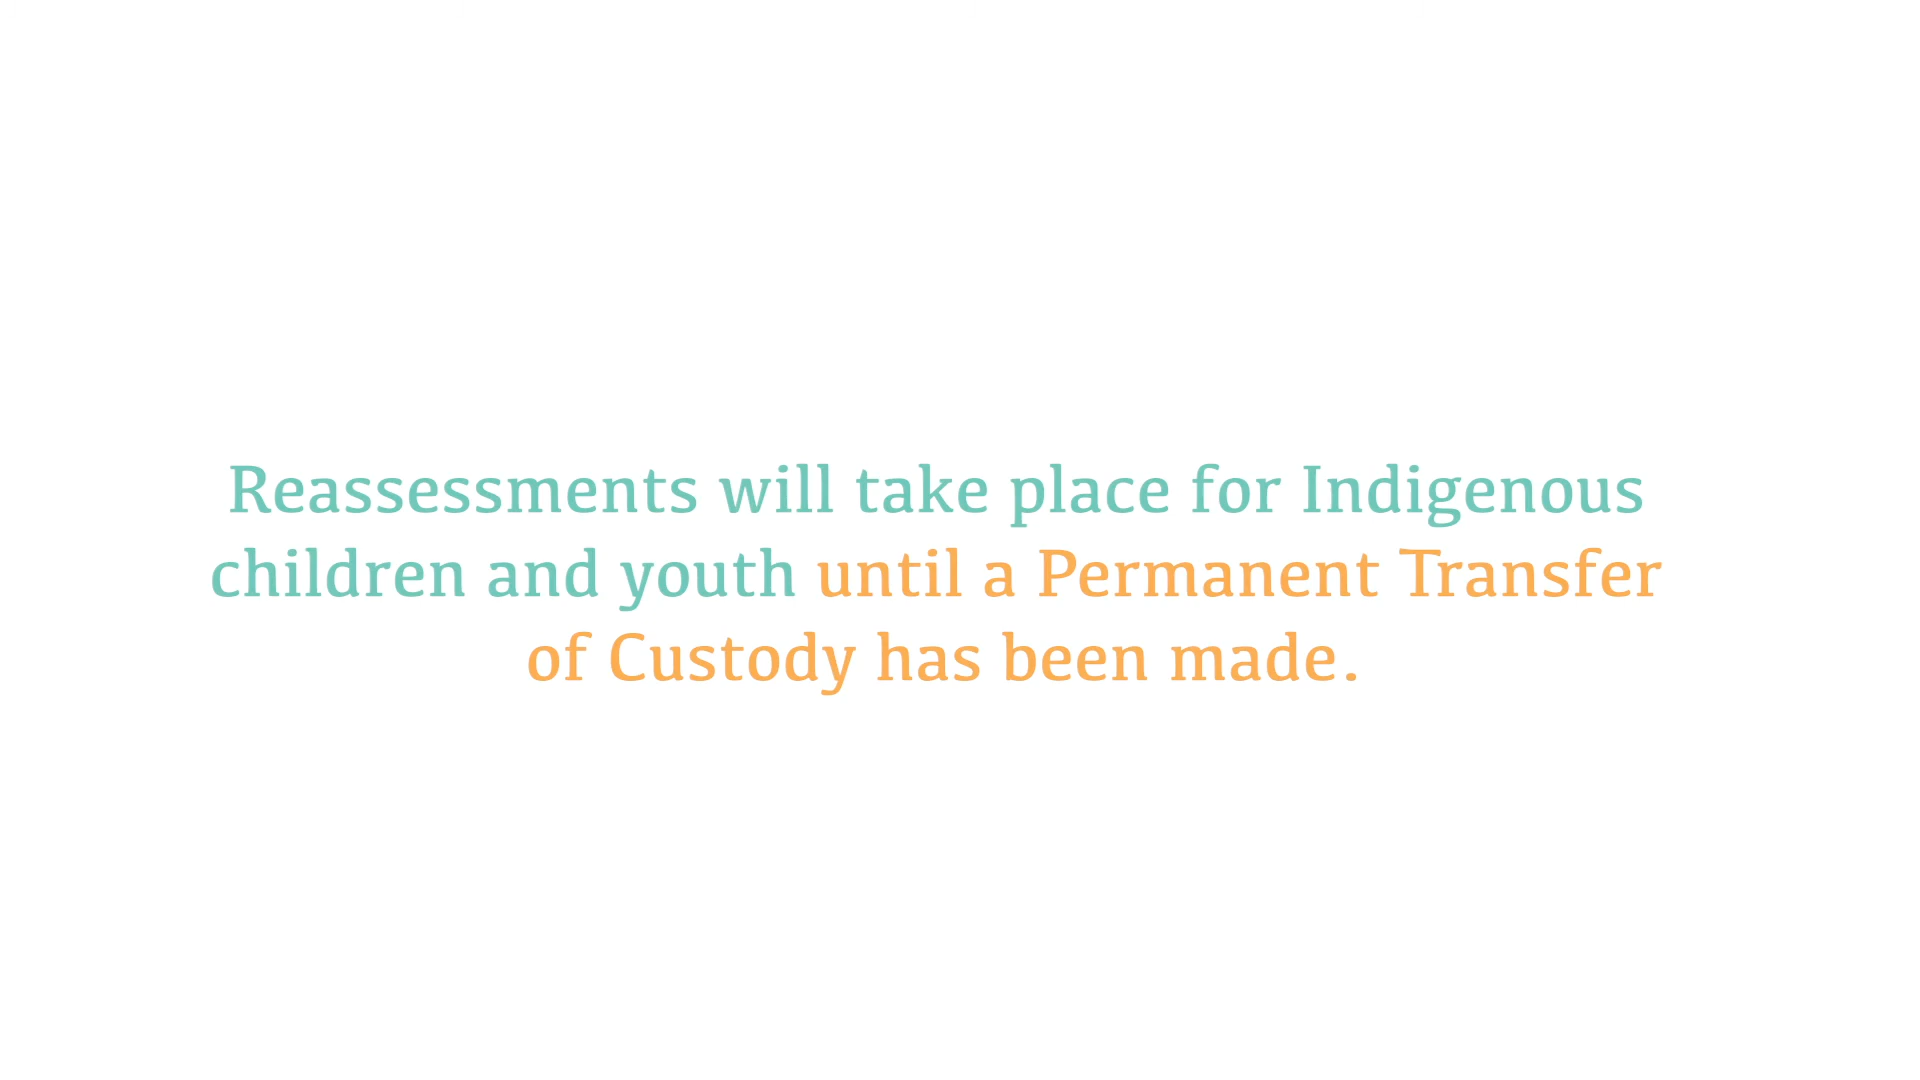 Reassessments will take place for Indigenous
children and youth until a Permanent Transfer
of Custody has been made.